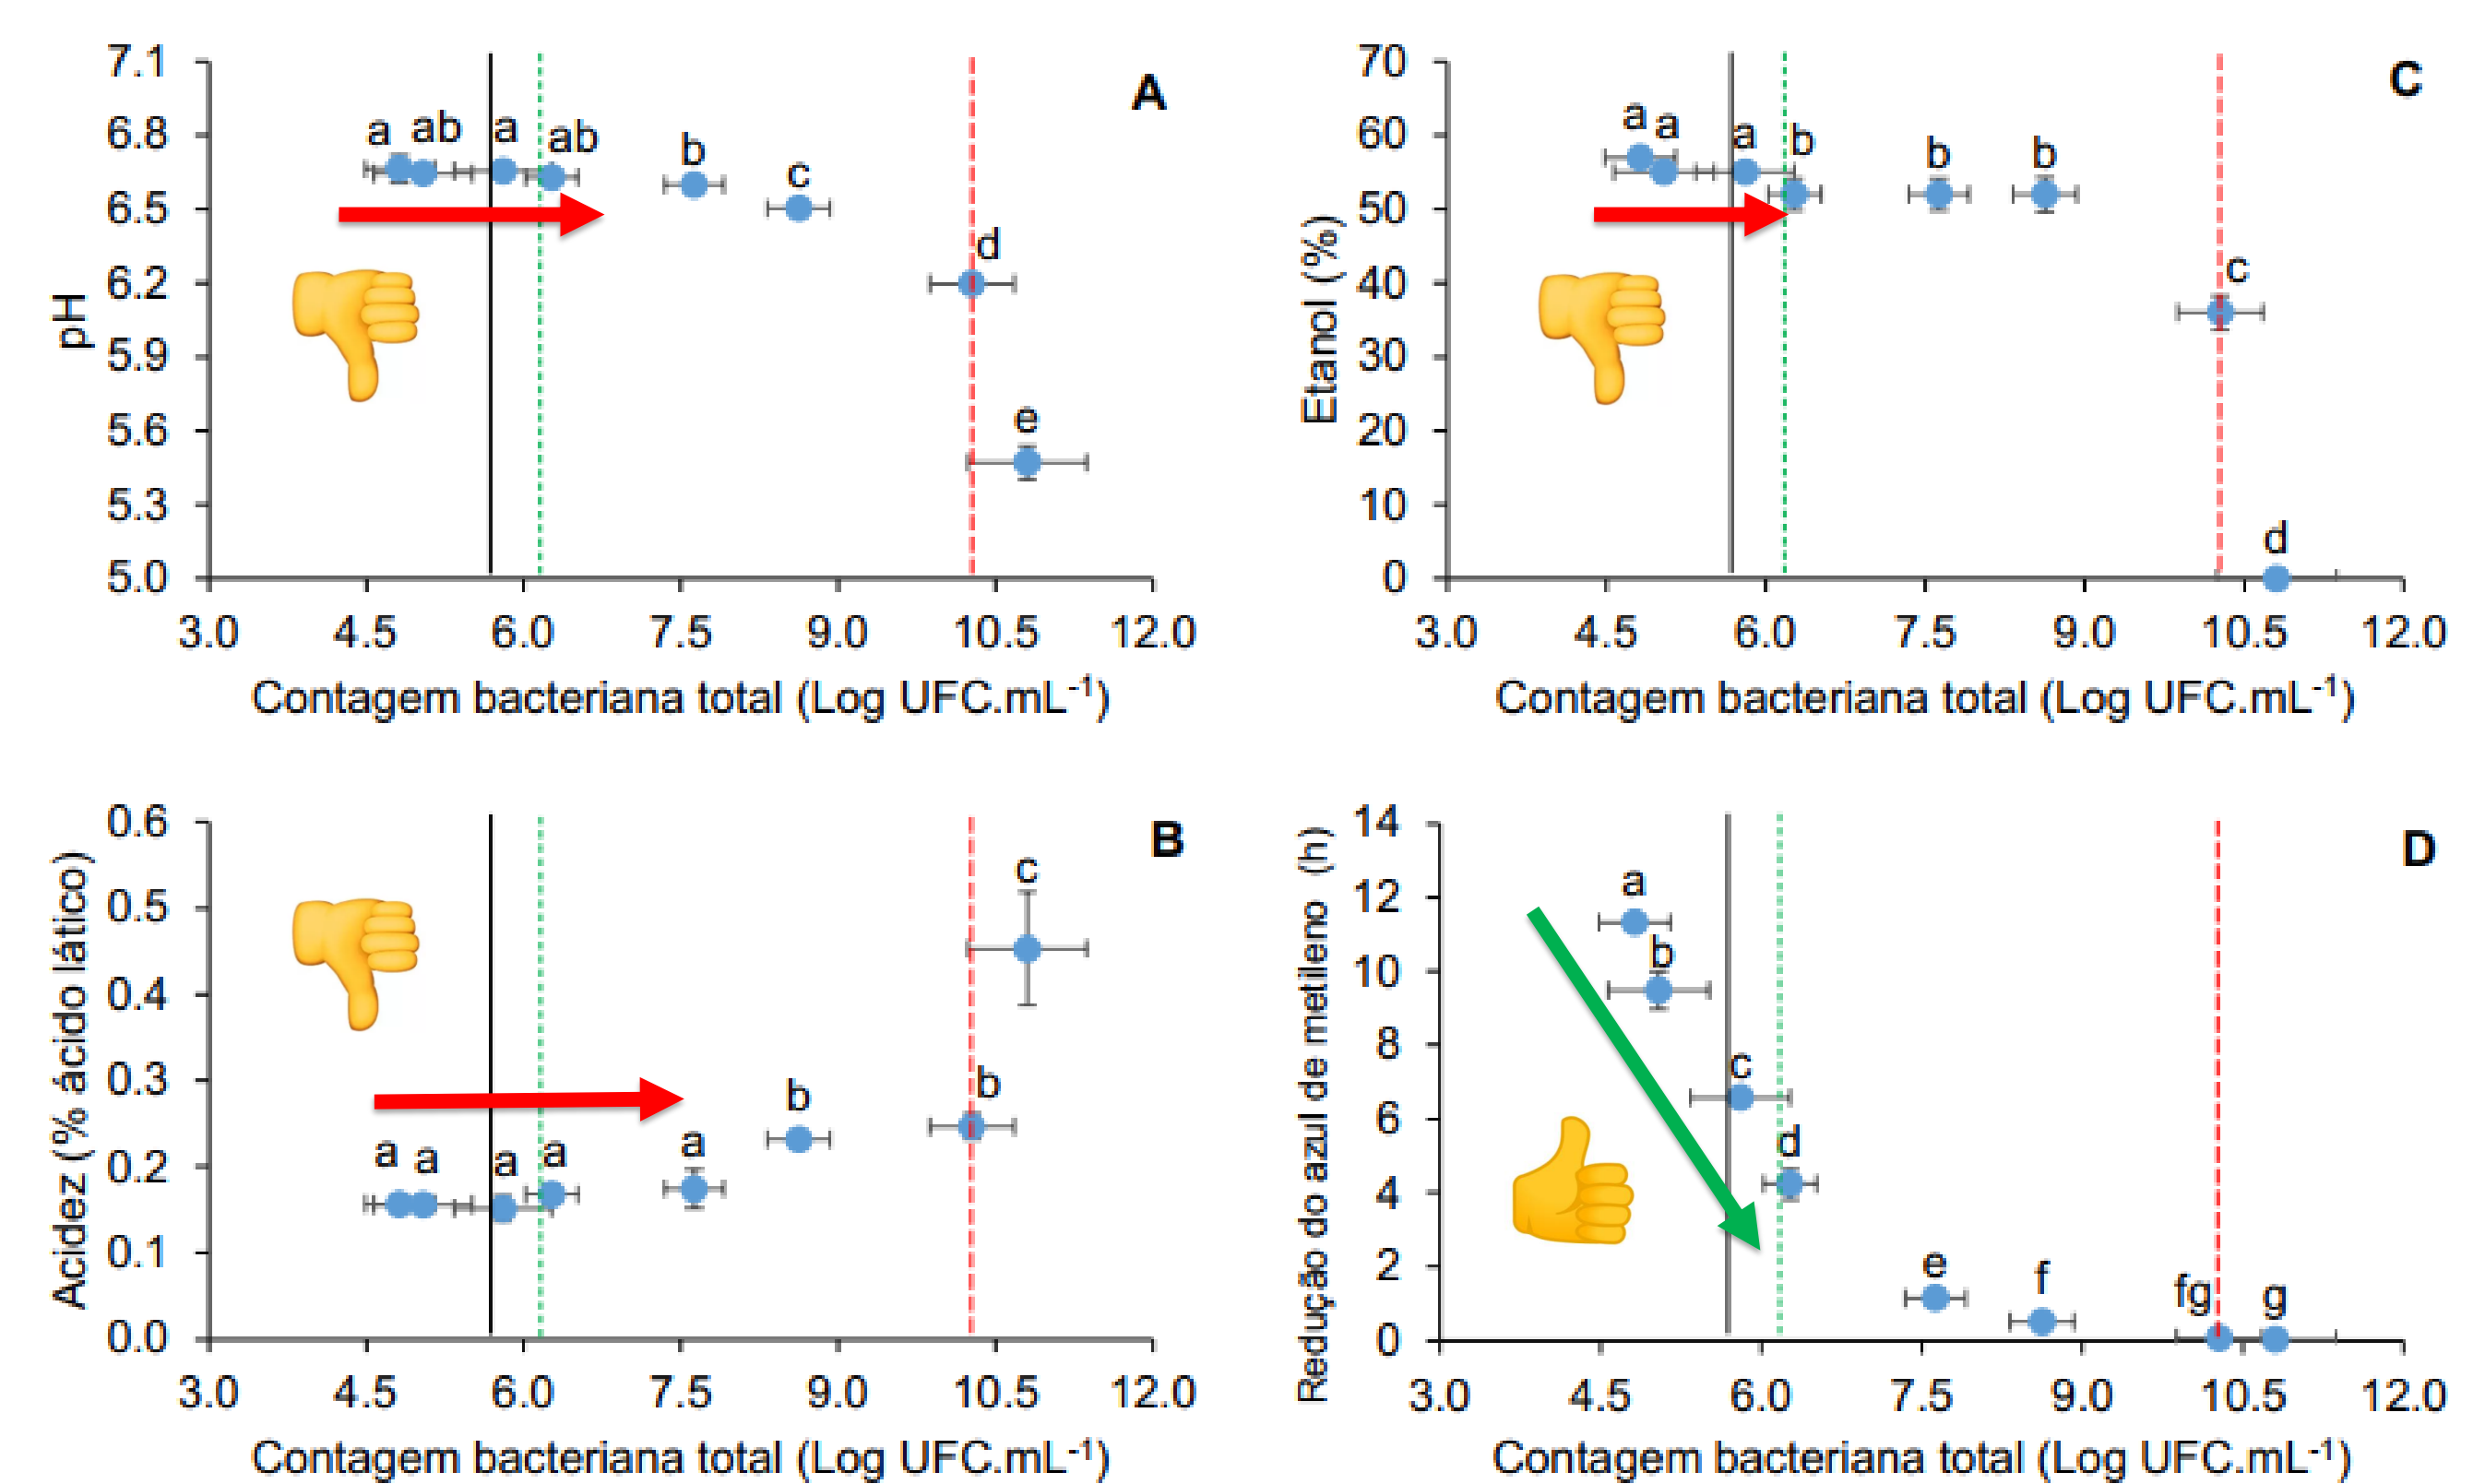 A
7.1
6.8
6.5
6.2
5.9
5.6
5.3
5.0
pH
a ab a ab b c d e
3.0 4.5 6.0 7.5 9.0 10.5 12.0
Contagem bacteriana total (Log UFC.mL⁻¹)
C
70
60
50
40
30
20
10
0
Etanol (%)
a a a b b b c d
3.0 4.5 6.0 7.5 9.0 10.5 12.0
Contagem bacteriana total (Log UFC.mL⁻¹)
B
0.6
0.5
0.4
0.3
0.2
0.1
0.0
Acidez (% ácido lático)
a a a a a b b c
3.0 4.5 6.0 7.5 9.0 10.5 12.0
Contagem bacteriana total (Log UFC.mL⁻¹)
D
14
12
10
8
6
4
2
0
Redução do azul de metileno (h)
a b c d e f fg g
3.0 4.5 6.0 7.5 9.0 10.5 12.0
Contagem bacteriana total (Log UFC.mL⁻¹)